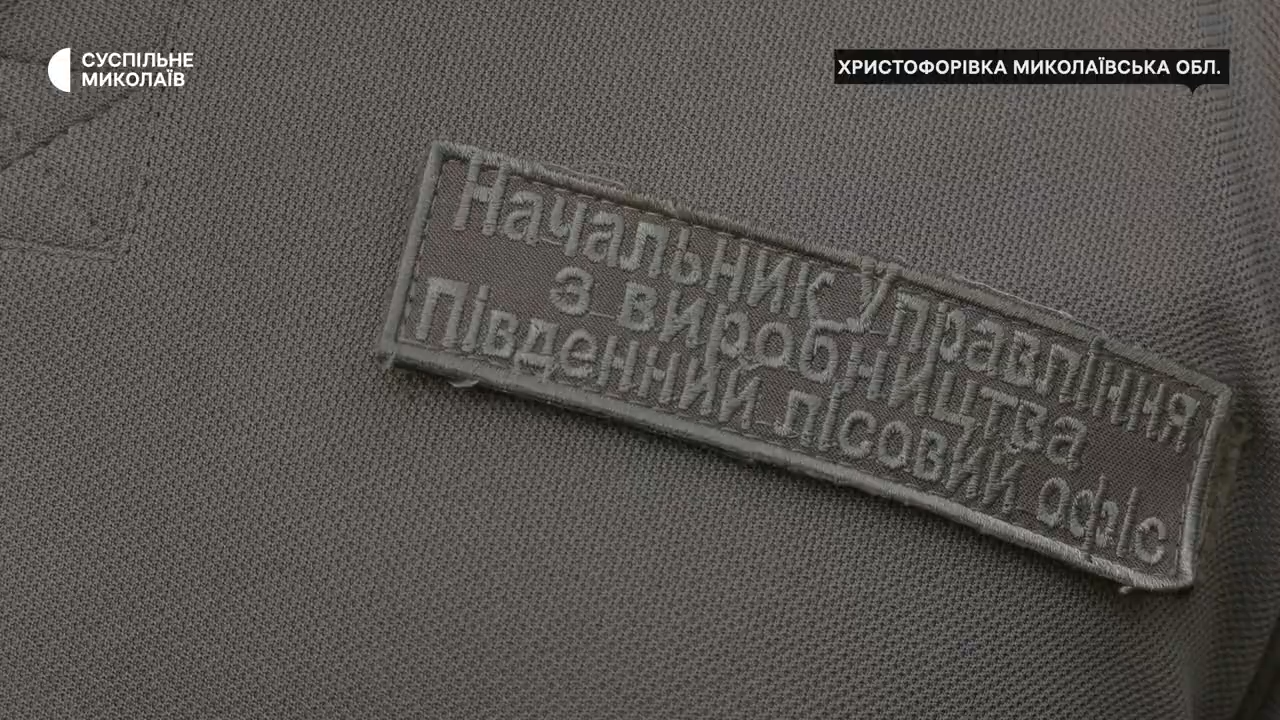 СУСПІЛЬНЕ
МИКОЛАЇВ
ХРИСТОФОРІВКА МИКОЛАЇВСЬКА ОБЛ.
Начальник Управління
з виробництва
Південний лісовий офіс